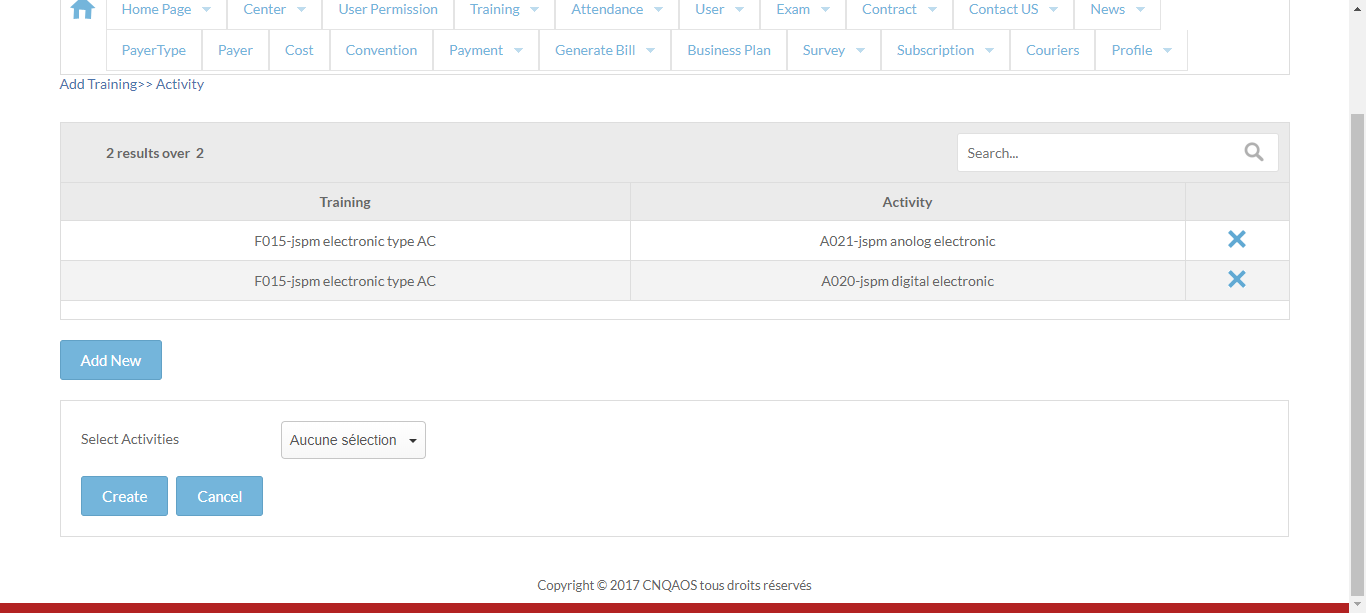 Home Page Center User Permission Training Attendance User Exam Contract Contact US News
PayerType Payer Cost Convention Payment Generate Bill Business Plan Survey Subscription Couriers Profile
Add Training>> Activity
2 results over 2 Search...
Training Activity
F015-jspm electronic type AC A021-jspm anolog electronic
F015-jspm electronic type AC A020-jspm digital electronic
Add New
Select Activities Aucune sélection
Create Cancel
Copyright © 2017 CNQAOS tous droits réservés